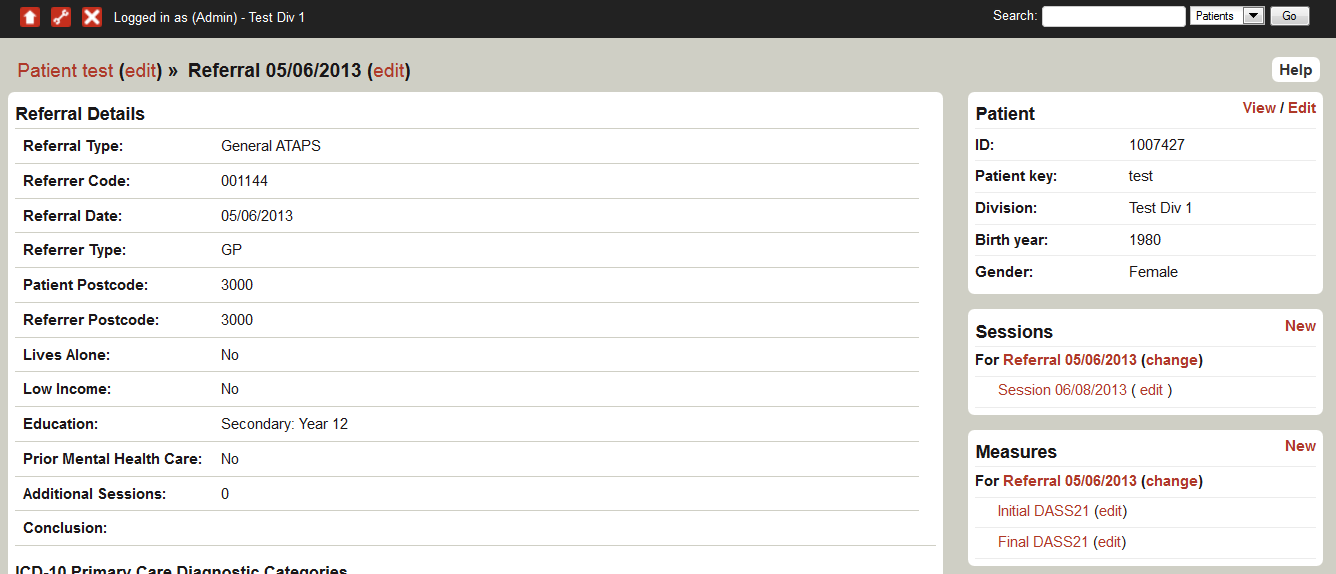 Logged in as (Admin) - Test Div 1
Search: Patients Go
Patient test (edit) » Referral 05/06/2013 (edit)
Help
Referral Details
Referral Type: General ATAPS
Referrer Code: 001144
Referral Date: 05/06/2013
Referrer Type: GP
Patient Postcode: 3000
Referrer Postcode: 3000
Lives Alone: No
Low Income: No
Education: Secondary: Year 12
Prior Mental Health Care: No
Additional Sessions: 0
Conclusion:
ICD-10 Primary Care Diagnostic Categories
Patient View / Edit
ID: 1007427
Patient key: test
Division: Test Div 1
Birth year: 1980
Gender: Female
Sessions New
For Referral 05/06/2013 (change)
Session 06/08/2013 ( edit )
Measures New
For Referral 05/06/2013 (change)
Initial DASS21 (edit)
Final DASS21 (edit)